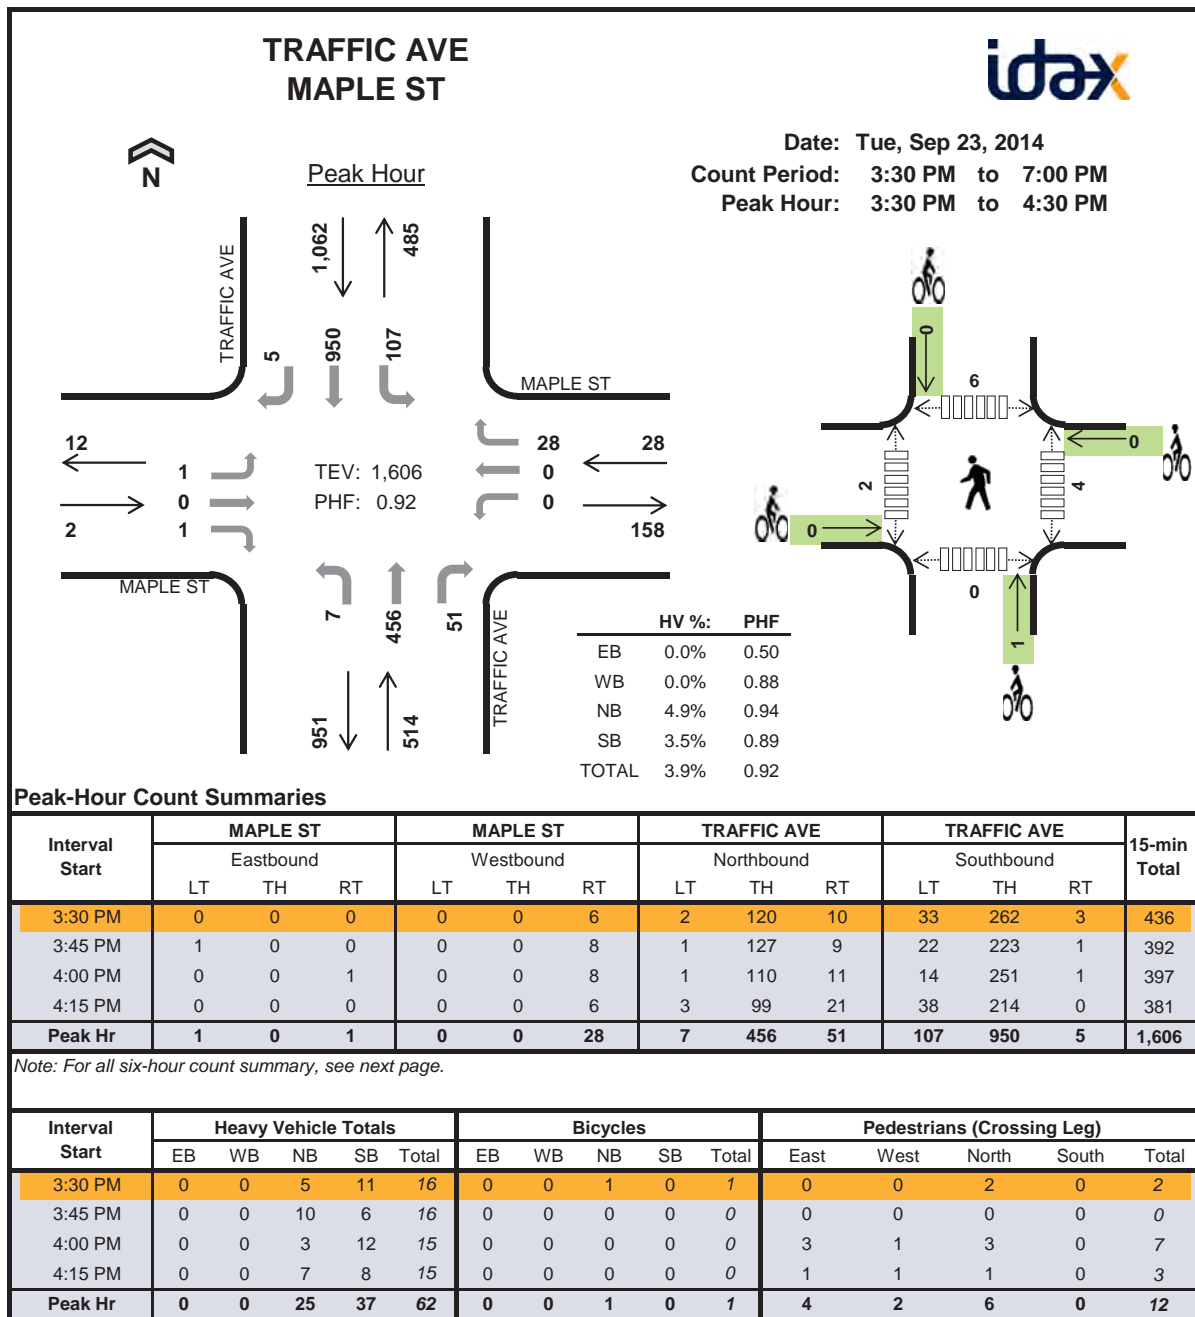 TRAFFIC AVE
MAPLE ST
idax
Date: Tue, Sep 23, 2014
Count Period: 3:30 PM to 7:00 PM
Peak Hour: 3:30 PM to 4:30 PM
N
Peak Hour
1,062
485
TRAFFIC AVE
5
950
107
MAPLE ST
12
1
0
1
2
TEV: 1,606
PHF: 0.92
28
0
0
28
158
MAPLE ST
7
456
51
TRAFFIC AVE
951
514
0
6
0
2
4
0
0
1
HV %: PHF
EB 0.0% 0.50
WB 0.0% 0.88
NB 4.9% 0.94
SB 3.5% 0.89
TOTAL 3.9% 0.92
Peak-Hour Count Summaries
Interval Start MAPLE ST MAPLE ST TRAFFIC AVE TRAFFIC AVE 15-min Total
Eastbound Westbound Northbound Southbound
LT TH RT LT TH RT LT TH RT LT TH RT
3:30 PM 0 0 0 0 0 6 2 120 10 33 262 3 436
3:45 PM 1 0 0 0 0 8 1 127 9 22 223 1 392
4:00 PM 0 0 1 0 0 8 1 110 11 14 251 1 397
4:15 PM 0 0 0 0 0 6 3 99 21 38 214 0 381
Peak Hr 1 0 1 0 0 28 7 456 51 107 950 5 1,606
Note: For all six-hour count summary, see next page.
Interval Start Heavy Vehicle Totals Bicycles Pedestrians (Crossing Leg)
EB WB NB SB Total EB WB NB SB Total East West North South Total
3:30 PM 0 0 5 11 16 0 0 1 0 1 0 0 2 0 2
3:45 PM 0 0 10 6 16 0 0 0 0 0 0 0 0 0 0
4:00 PM 0 0 3 12 15 0 0 0 0 0 3 1 3 0 7
4:15 PM 0 0 7 8 15 0 0 0 0 0 1 1 1 0 3
Peak Hr 0 0 25 37 62 0 0 1 0 1 4 2 6 0 12